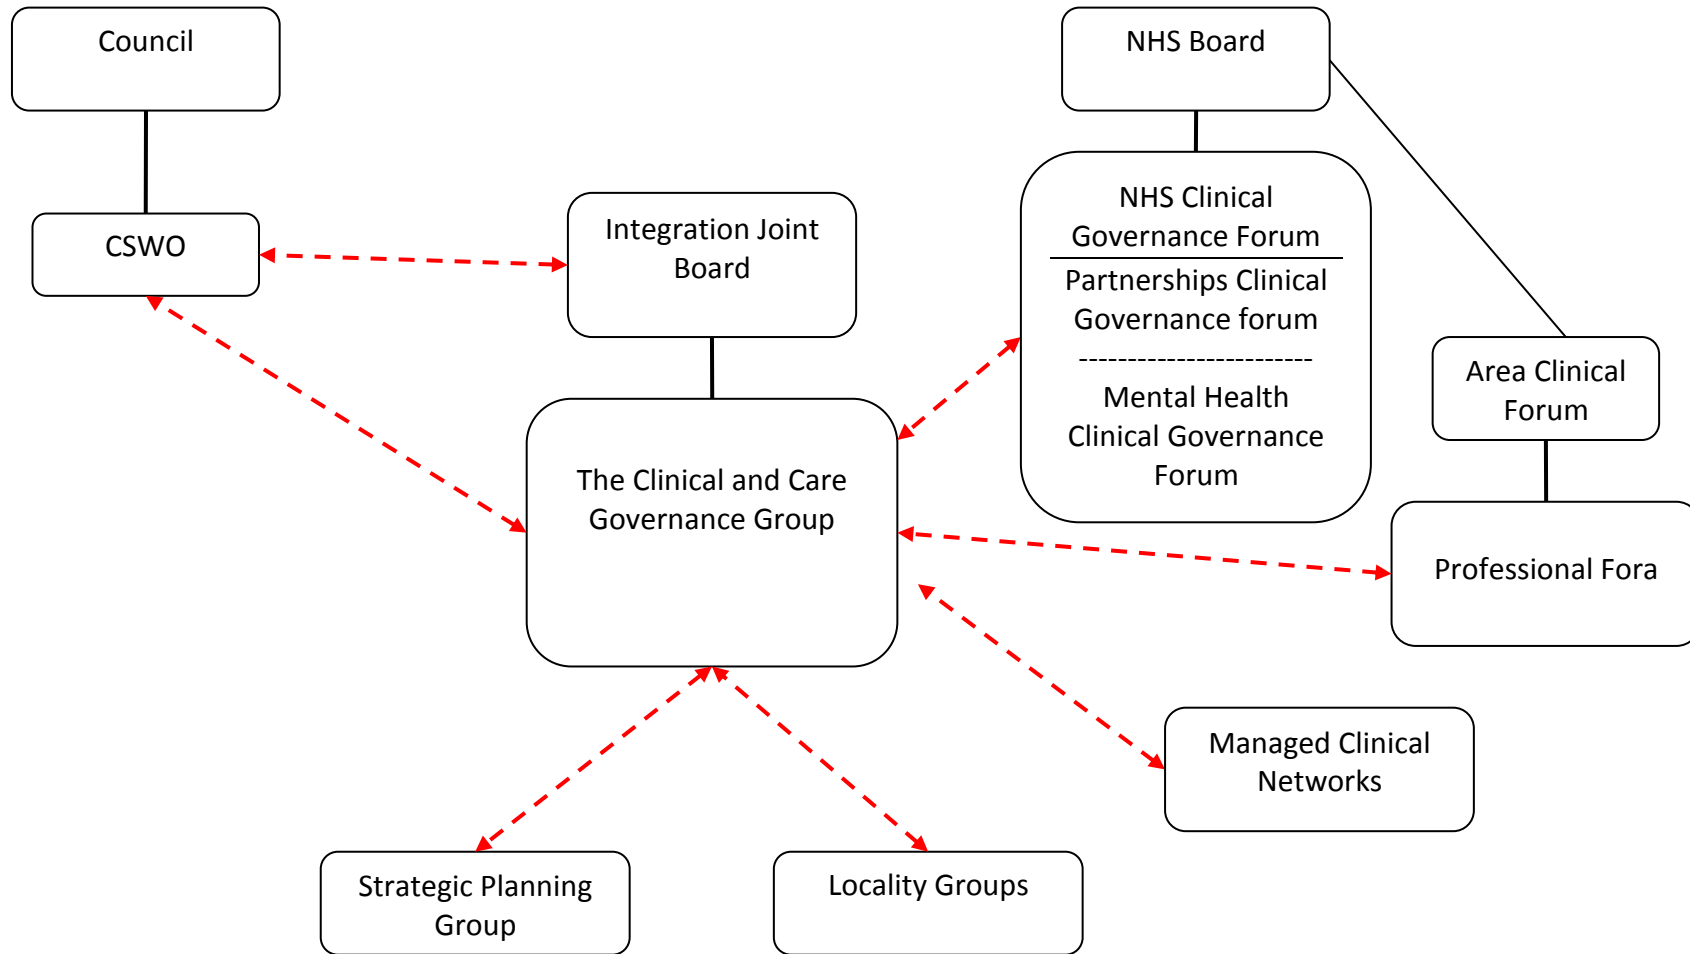 Council
NHS Board
CSWO
Integration Joint
Board
NHS Clinical
Governance Forum
Partnerships Clinical
Governance forum
-------------------------
Mental Health
Clinical Governance
Forum
Area Clinical
Forum
The Clinical and Care
Governance Group
Professional Fora
Managed Clinical
Networks
Strategic Planning
Group
Locality Groups